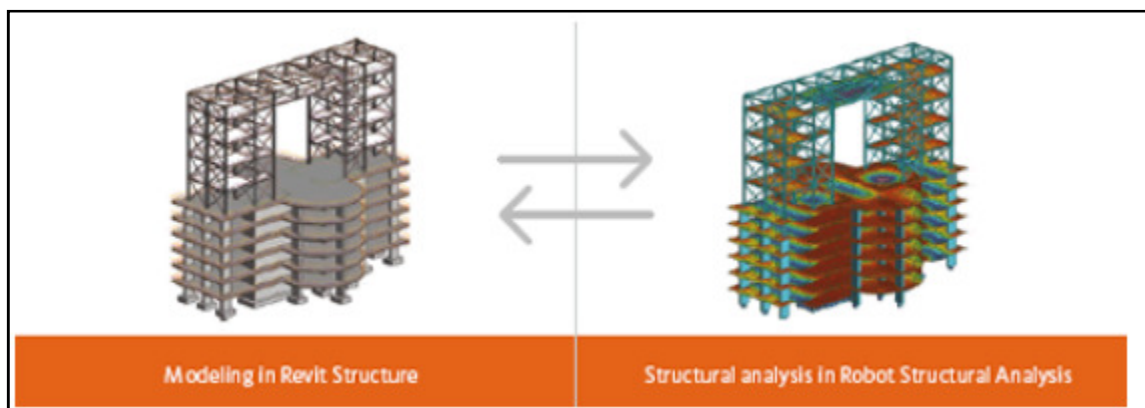 Modeling in Revit Structure
Structural analysis in Robot Structural Analysis